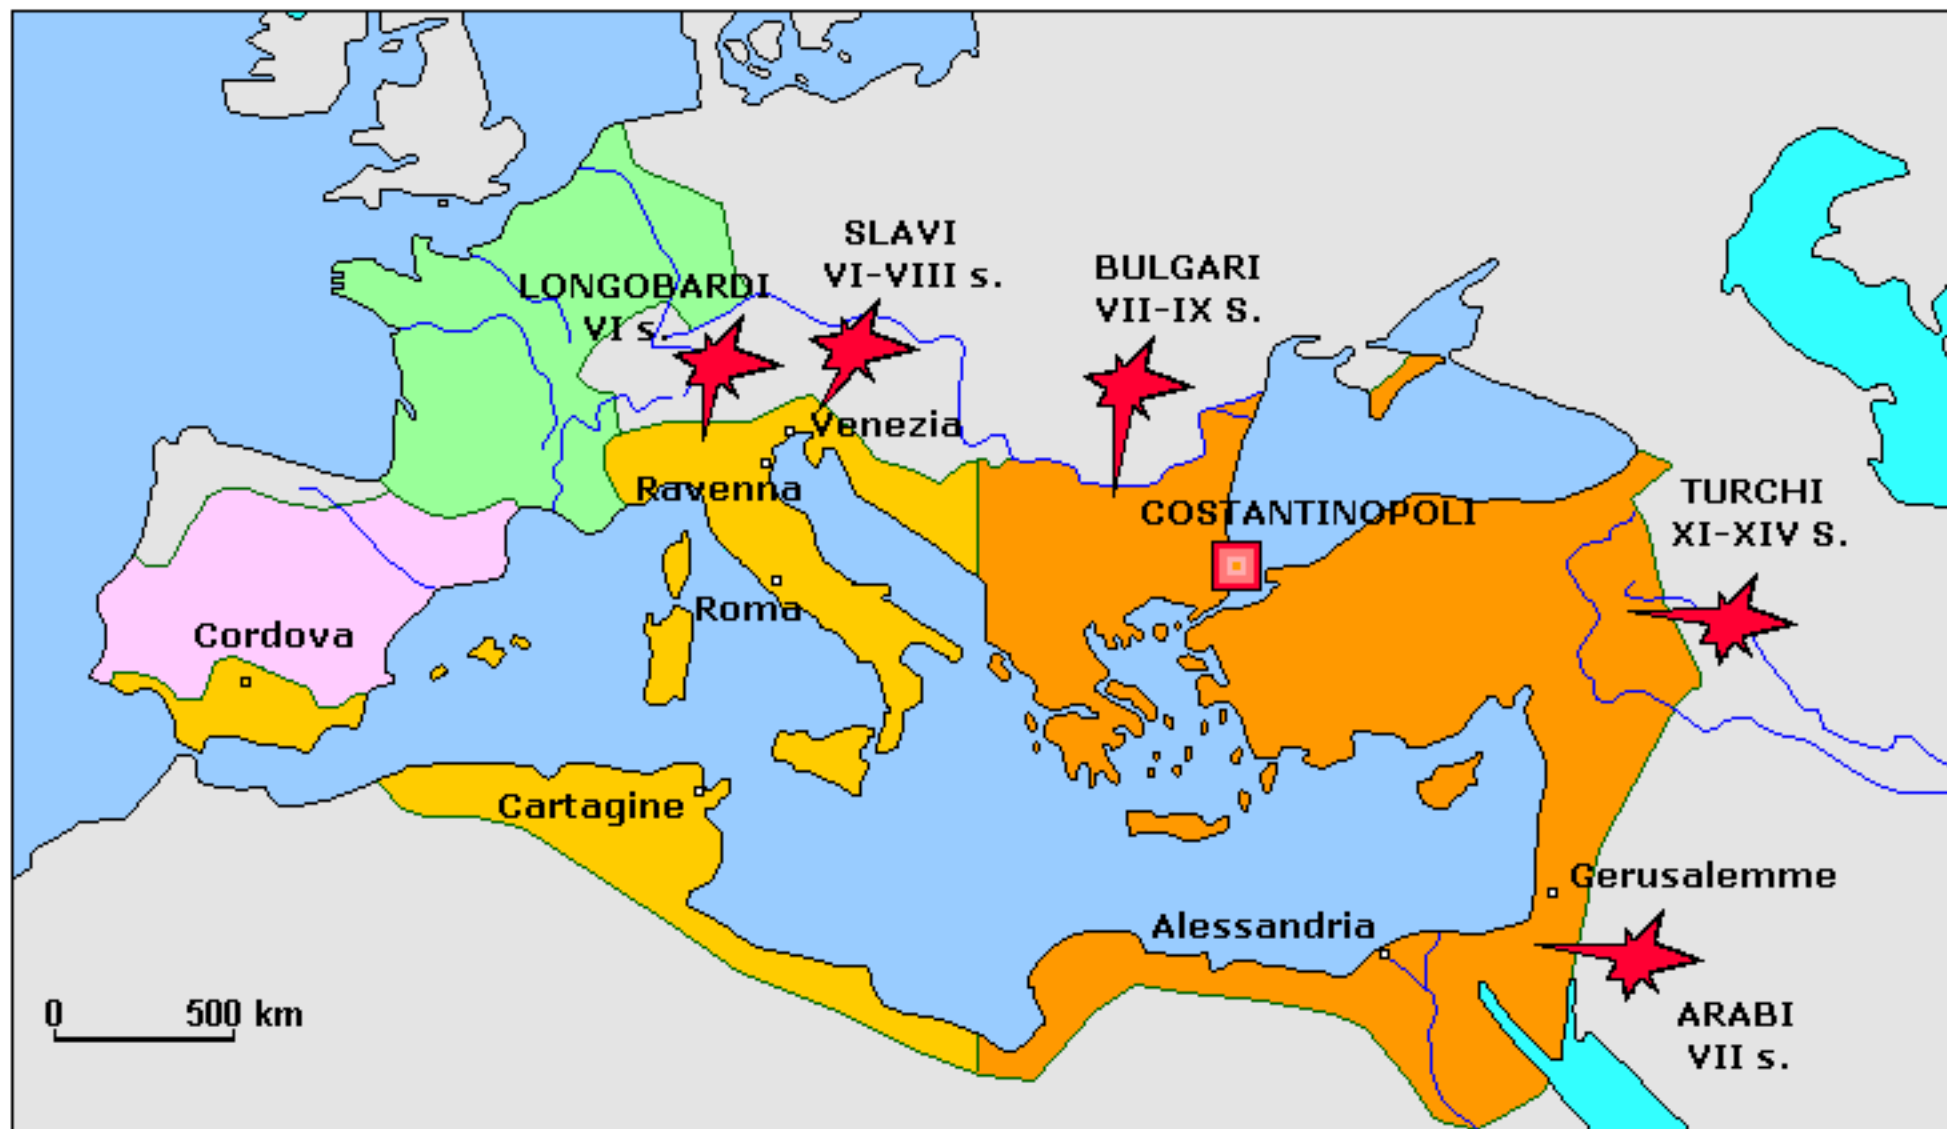 SLAVI
VI-VIII s.
BULGARI
VII-IX S.
LONGOBARDI
VI s.
Venezia
Ravenna
COSTANTINOPOLI
TURCHI
XI-XIV S.
Roma
Cordova
Cartagine
Gerusalemme
Alessandria
0 500 km
ARABI
VII s.